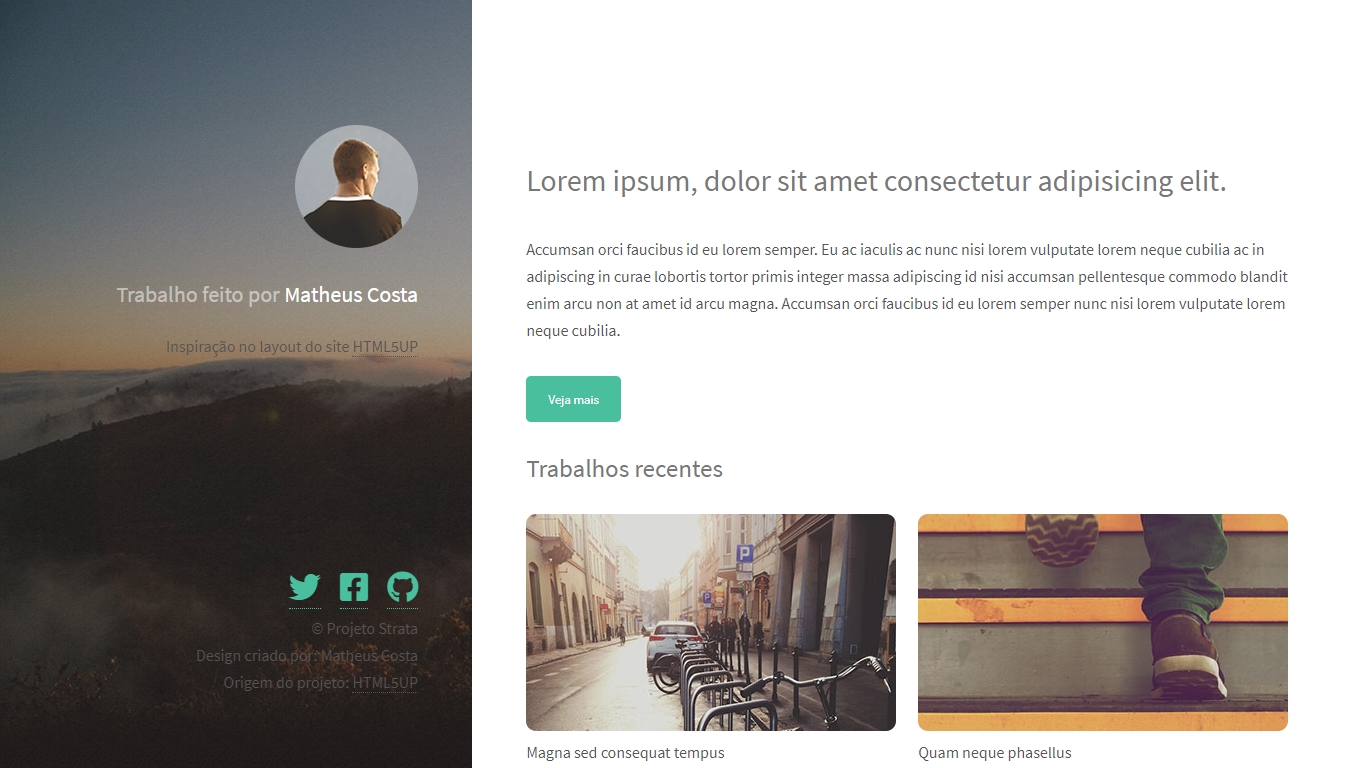 Trabalho feito por Matheus Costa
Inspiração no layout do site HTML5UP
© Projeto Strata
Design criado por: Matheus Costa
Origem do projeto: HTML5UP
Lorem ipsum, dolor sit amet consectetur adipisicing elit.
Accumsan orci faucibus id eu lorem semper. Eu ac iaculis ac nunc nisi lorem vulputate lorem neque cubilia ac in
adipiscing in curae lobortis tortor primis integer massa adipiscing id nisi accumsan pellentesque commodo blandit
enim arcu non at amet id arcu magna. Accumsan orci faucibus id eu lorem semper nunc nisi lorem vulputate lorem
neque cubilia.
Veja mais
Trabalhos recentes
P
P
Magna sed consequat tempus
Quam neque phasellus